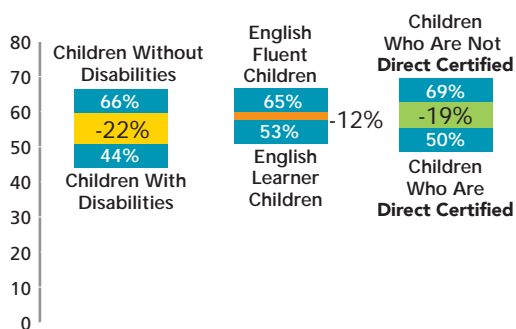 80
70
60
50
40
30
20
10
0
Children Without
Disabilities
66%
-22%
44%
Children With
Disabilities
English
Fluent
Children
65%
-12%
53%
English
Learner
Children
Children
Who Are Not
Direct Certified
69%
-19%
50%
Children
Who Are
Direct Certified